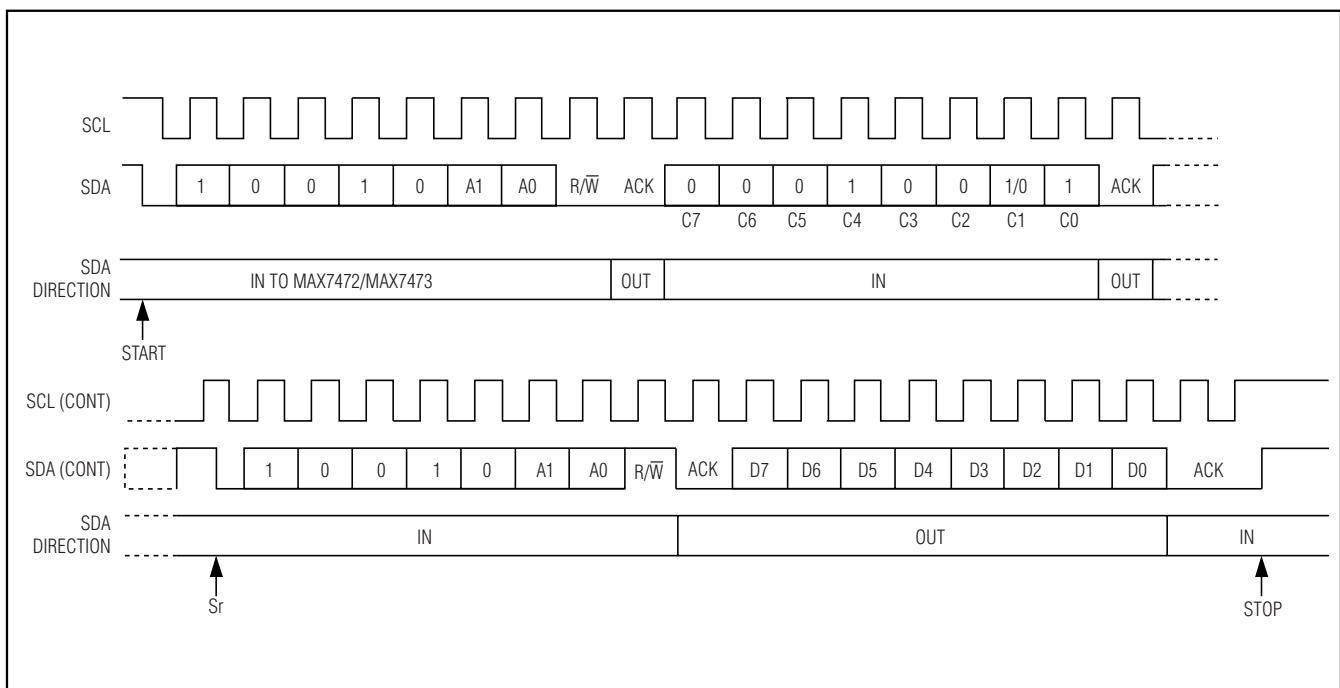 SCL
SDA 1 0 0 1 0 A1 A0 R/W̅ ACK 0 0 0 1 0 0 1/0 1 ACK
C7 C6 C5 C4 C3 C2 C1 C0
SDA
DIRECTION
IN TO MAX7472/MAX7473 OUT IN OUT
START
SCL (CONT)
SDA (CONT) 1 0 0 1 0 A1 A0 R/W̅ ACK D7 D6 D5 D4 D3 D2 D1 D0 ACK
SDA
DIRECTION
IN OUT IN
Sr STOP